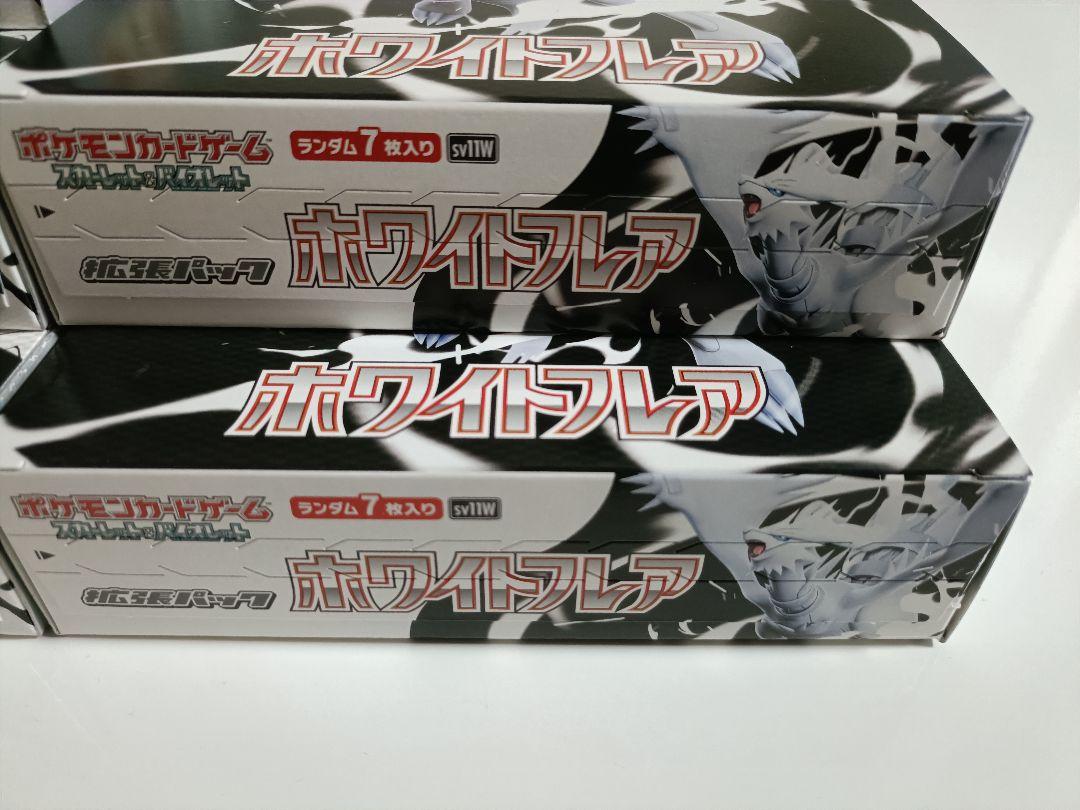 ホワイトフレア
ポケモンカードゲーム
スカーレット&バイオレット
ランダム7枚入り sv11W
拡張パック ホワイトフレア
ホワイトフレア
ポケモンカードゲーム
スカーレット&バイオレット
ランダム7枚入り sv11W
拡張パック ホワイトフレア